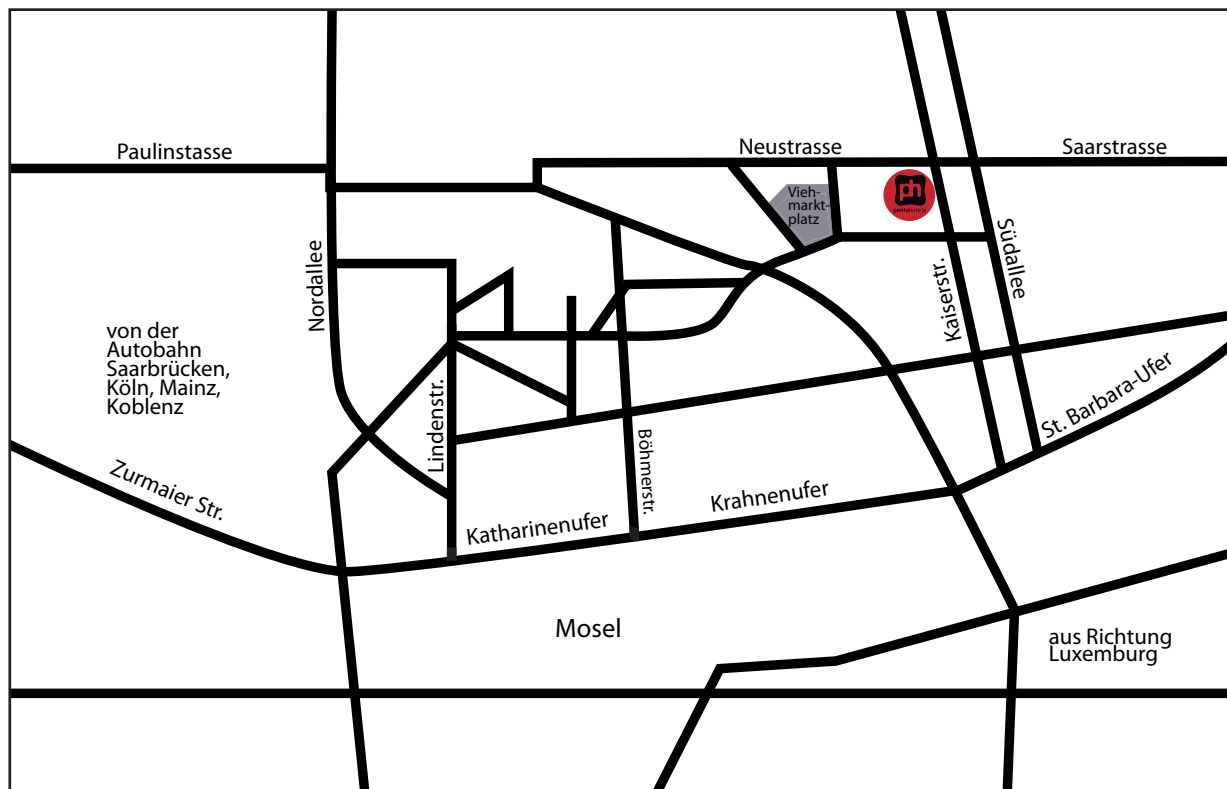 Paulinstasse
Neustrasse
Saarstrasse
Vieh-
markt-
platz
ph
pentahotels
Nordallee
Südallee
Kaiserstr.
von der
Autobahn
Saarbrücken,
Köln, Mainz,
Koblenz
St. Barbara-Ufer
Lindenstr.
Böhmerstr.
Zurmaier Str.
Krahnenufer
Katharinenufer
Mosel
aus Richtung
Luxemburg